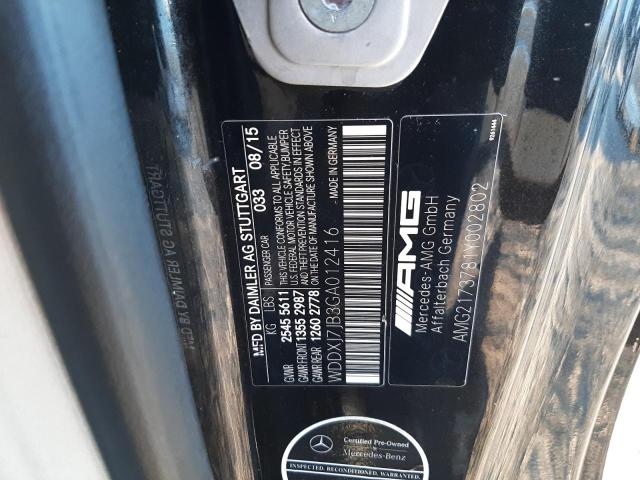 MFD BY DAIMLER AG STUTTGART
033 08/15
KG LBS PASSENGER CAR
GVWR 2545 5611 THIS VEHICLE CONFORMS TO ALL APPLICABLE
U.S. FEDERAL MOTOR VEHICLE SAFETY, BUMPER
GAWR FRONT 1355 2987 AND THEFT PREVENTION STANDARDS IN EFFECT
GAWR REAR 1260 2778 ON THE DATE OF MANUFACTURE SHOWN ABOVE
- MADE IN GERMANY
WDDXJ7JB3GA012416
AMG
Mercedes-AMG GmbH
Affalterbach Germany
AMG2173781Y002802
9261444
Certified Pre-Owned
by
Mercedes-Benz
INSPECTED. RECONDITIONED. WARRANTED.